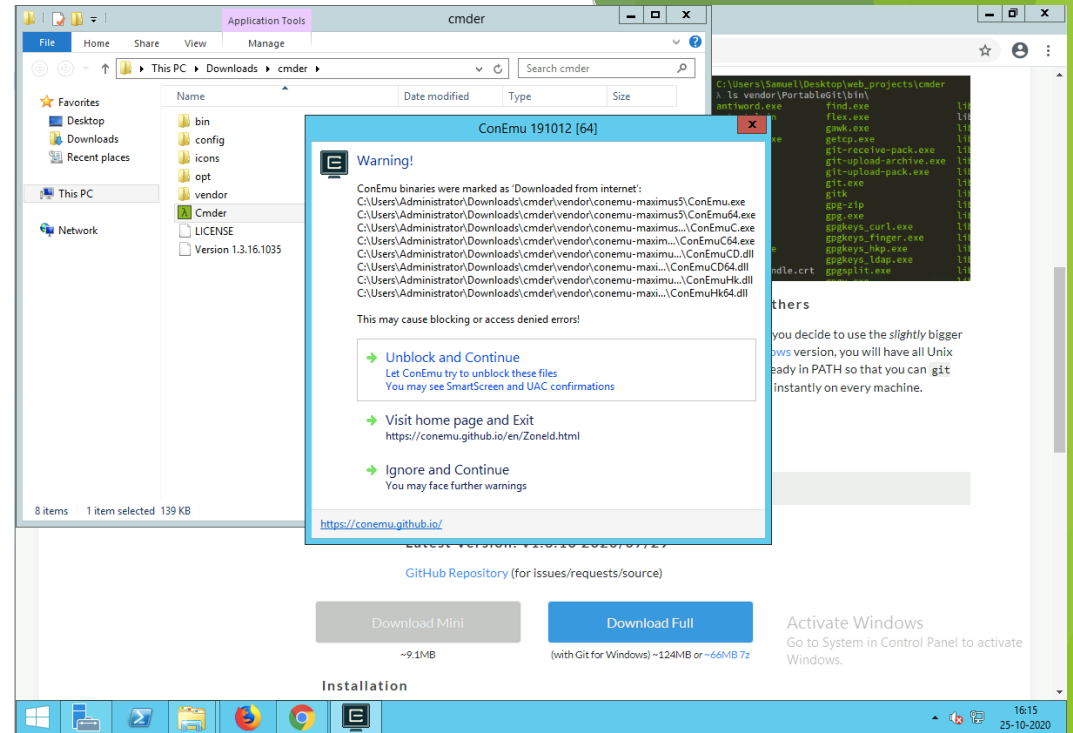 Application Tools
cmder
File
Home
Share
View
Manage
This PC
Downloads
cmder
Search cmder
Favorites
Desktop
Downloads
Recent places
This PC
Network
Name
Date modified
Type
Size
bin
config
icons
opt
vendor
Cmder
LICENSE
Version 1.3.16.1035
8 items
1 item selected 139 KB
ConEmu 191012 [64]
Warning!
ConEmu binaries were marked as 'Downloaded from internet':
C:\Users\Administrator\Downloads\cmder\vendor\conemu-maximus5\ConEmu.exe
C:\Users\Administrator\Downloads\cmder\vendor\conemu-maximus5\ConEmu64.exe
C:\Users\Administrator\Downloads\cmder\vendor\conemu-maximus...\ConEmuC.exe
C:\Users\Administrator\Downloads\cmder\vendor\conemu-maxim...\ConEmuC64.exe
C:\Users\Administrator\Downloads\cmder\vendor\conemu-maximu...\ConEmuCD.dll
C:\Users\Administrator\Downloads\cmder\vendor\conemu-maxi...\ConEmuCD64.dll
C:\Users\Administrator\Downloads\cmder\vendor\conemu-maximu...\ConEmuHk.dll
C:\Users\Administrator\Downloads\cmder\vendor\conemu-maxi...\ConEmuHk64.dll
This may cause blocking or access denied errors!
Unblock and Continue
Let ConEmu try to unblock these files
You may see SmartScreen and UAC confirmations
Visit home page and Exit
https://conemu.github.io/en/ZoneId.html
Ignore and Continue
You may face further warnings
https://conemu.github.io/
C:\Users\Samuel\Desktop\web_projects\cmder
λ ls vendor\PortableGit\bin\
antiword.exe find.exe
flex.exe
gawk.exe
getcp.exe
git-receive-pack.exe
git-upload-archive.exe
git-upload-pack.exe
git.exe
gitk
gpg-zip
gpg.exe
gpgkeys_curl.exe
gpgkeys_finger.exe
gpgkeys_hkp.exe
gpgkeys_ldap.exe
ndle.crt gpgsplit.exe
thers
you decide to use the slightly bigger
ows version, you will have all Unix
eady in PATH so that you can git
instantly on every machine.
GitHub Repository (for issues/requests/source)
Download Mini
~9.1MB
Download Full
(with Git for Windows) ~124MB or ~66MB 7z
Installation
Activate Windows
Go to System in Control Panel to activate
Windows.
16:15
25-10-2020